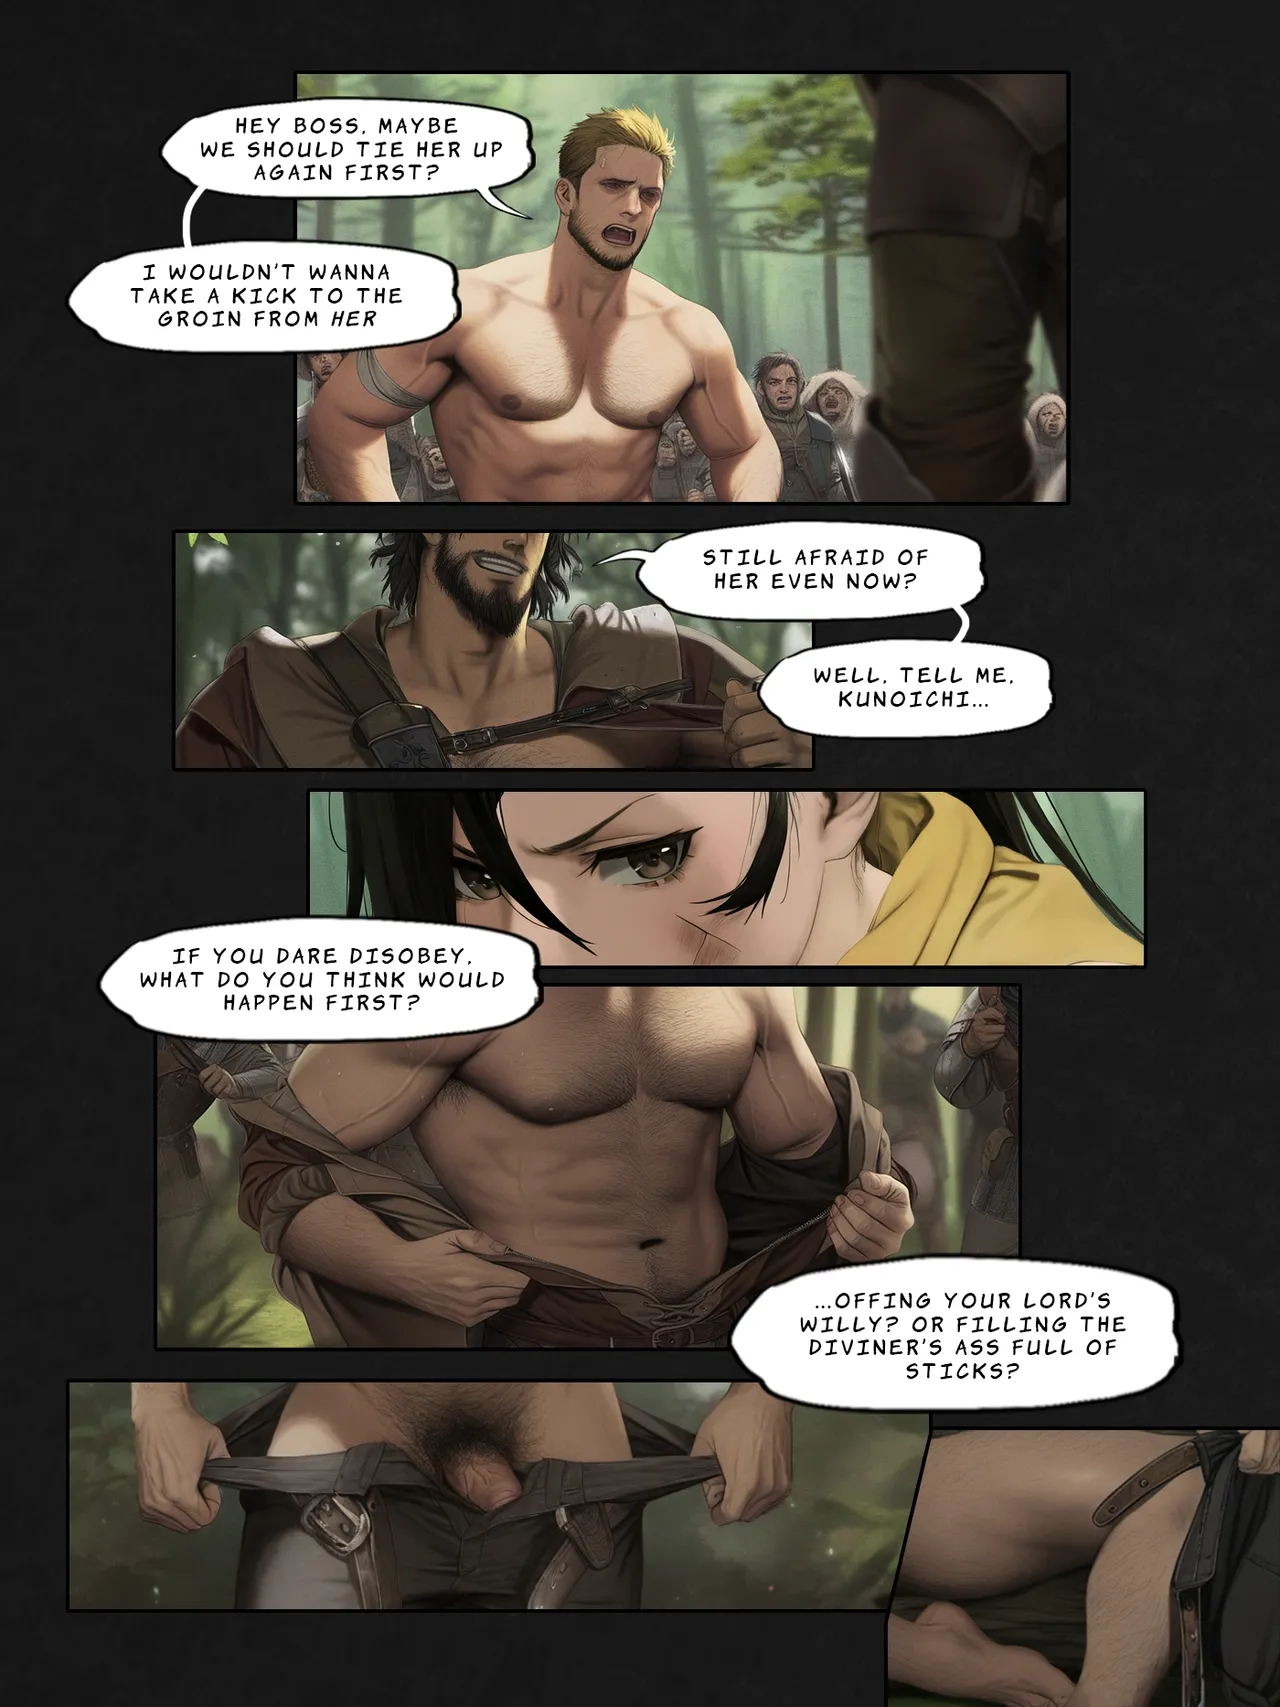 HEY BOSS, MAYBE
WE SHOULD TIE HER UP
AGAIN FIRST?
I WOULDN'T WANNA
TAKE A KICK TO THE
GROIN FROM HER
STILL AFRAID OF
HER EVEN NOW?
WELL, TELL ME,
KUNOICHI...
IF YOU DARE DISOBEY,
WHAT DO YOU THINK WOULD
HAPPEN FIRST?
...OFFING YOUR LORD'S
WILLY? OR FILLING THE
DIVINER'S ASS FULL OF
STICKS?